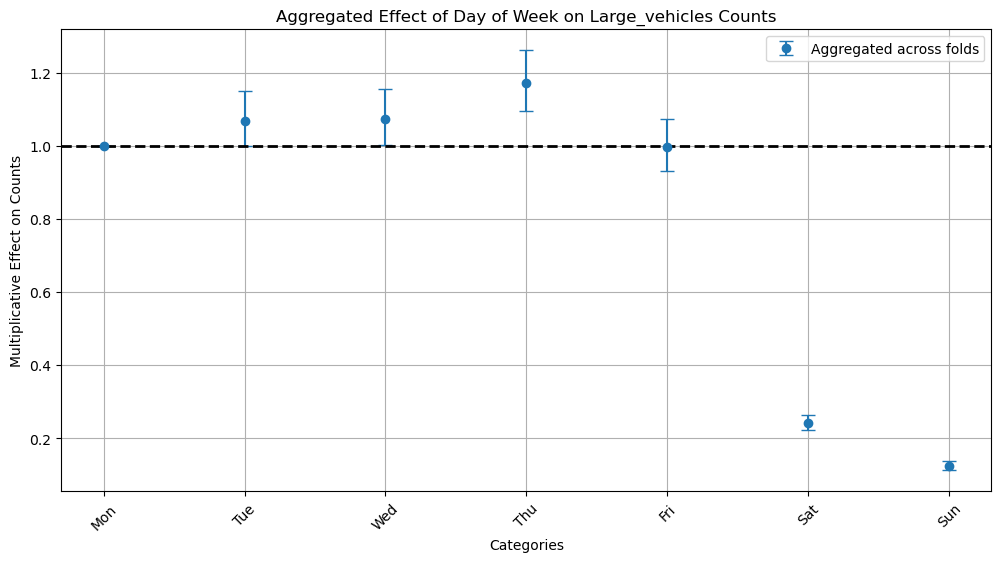 Aggregated Effect of Day of Week on Large_vehicles Counts
Aggregated across folds
Multiplicative Effect on Counts
1.2
1.0
0.8
0.6
0.4
0.2
Mon
Tue
Wed
Thu
Fri
Sat
Sun
Categories